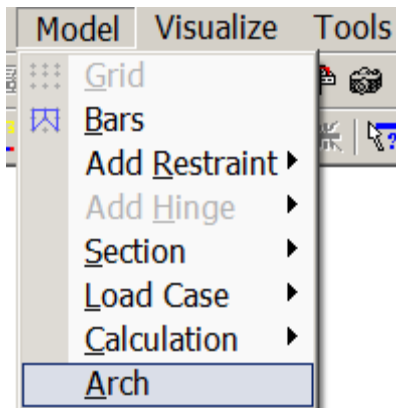 Model Visualize Tools
Grid
Bars
Add Restraint
Add Hinge
Section
Load Case
Calculation
Arch